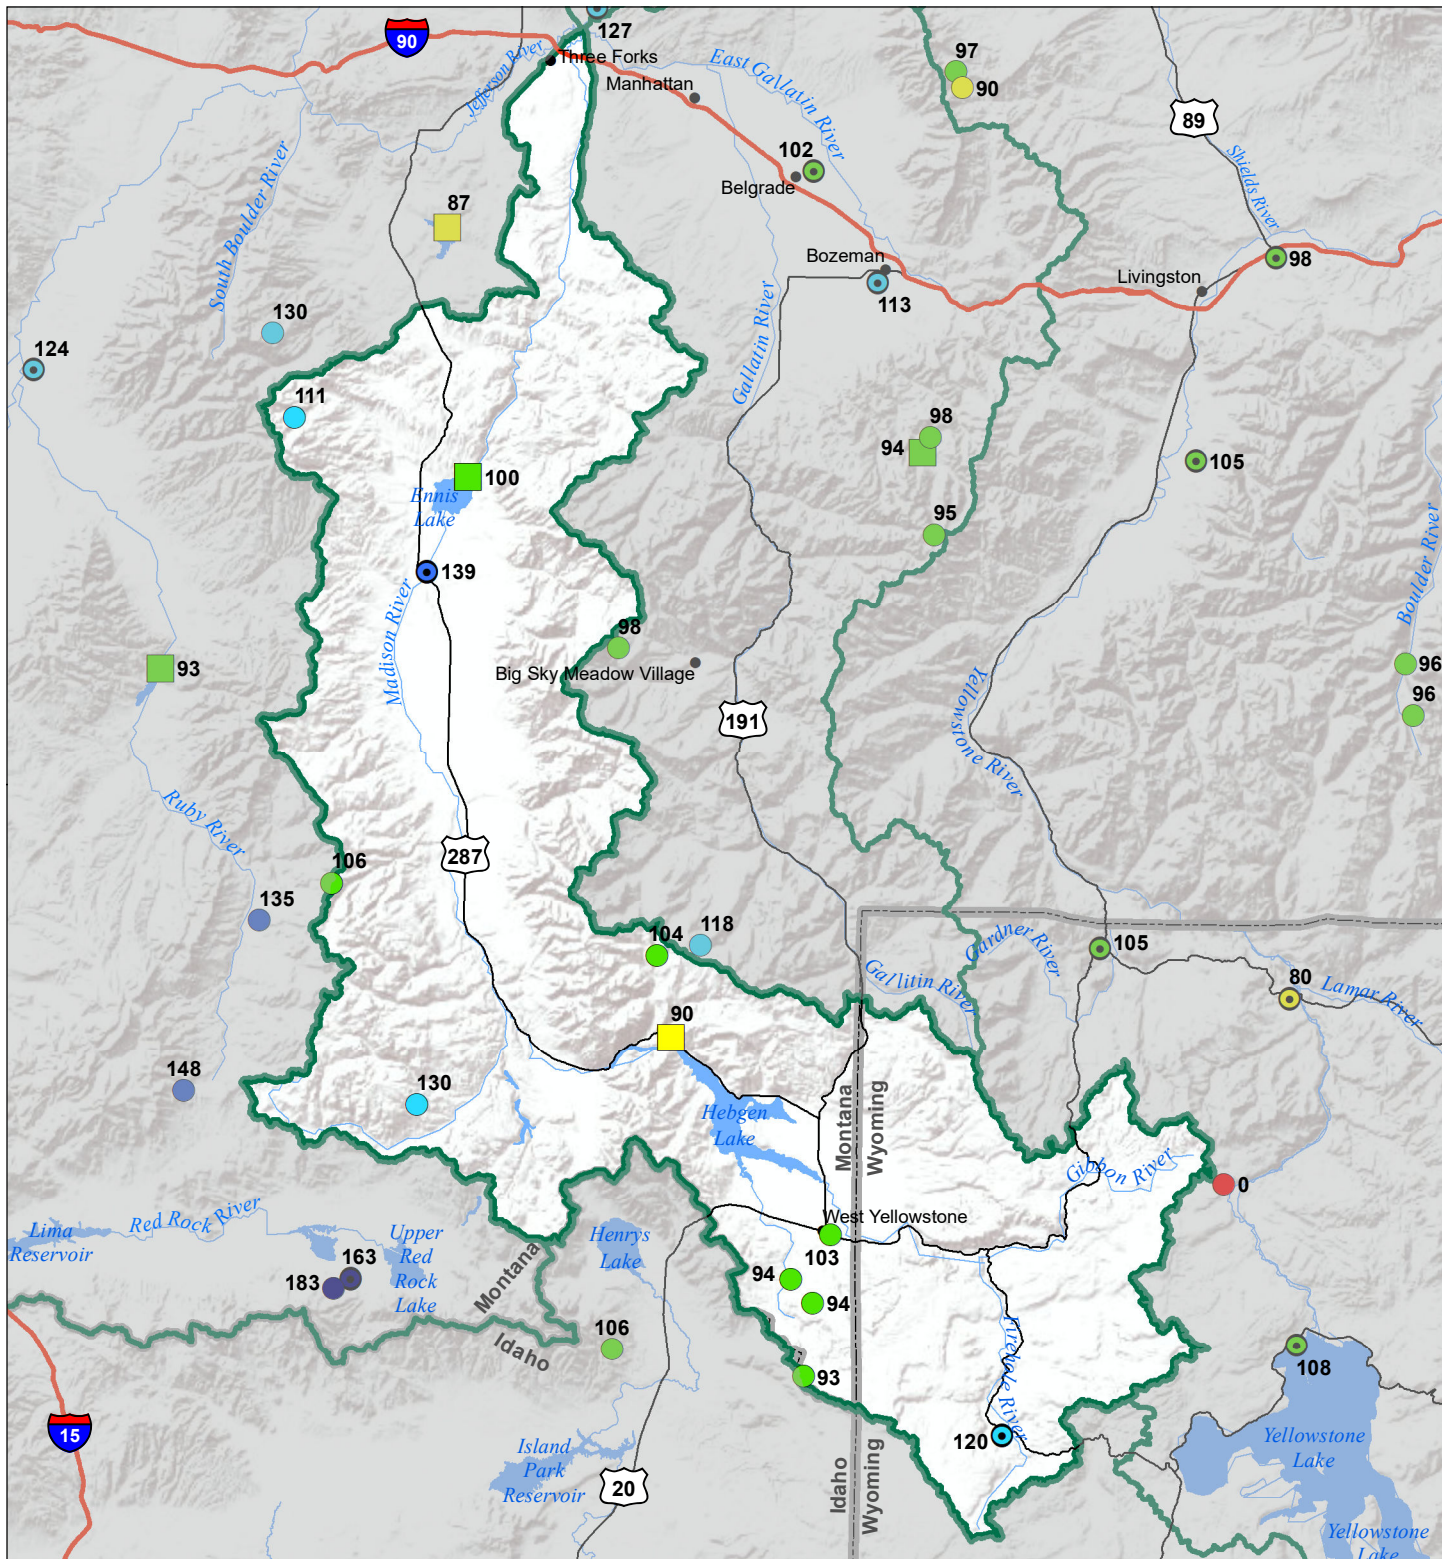 127
90
Three Forks
Jefferson River
Manhattan
East Gallatin River
97
90
89
102
Belgrade
Shields River
South Boulder River
87
Bozeman
98
Livingston
113
Gallatin River
130
124
111
98
94
105
100
Ennis
Lake
95
Boulder River
139
Madison River
98
Big Sky Meadow Village
93
96
96
191
Yellowstone River
Ruby River
287
106
135
104
118
Gardner River
105
Gallitin River
80
Lamar River
90
148
130
Hebgen
Lake
Montana
Wyoming
Gibbon River
0
Red Rock River
Lima
Reservoir
Upper
Red
Rock
Lake
Henrys
Lake
West Yellowstone
103
163
183
Montana
Idaho
94
94
106
93
Firehole River
108
15
120
Yellowstone
Lake
Island
Park
Reservoir
20
Idaho
Wyoming
Yellowstone
Lake